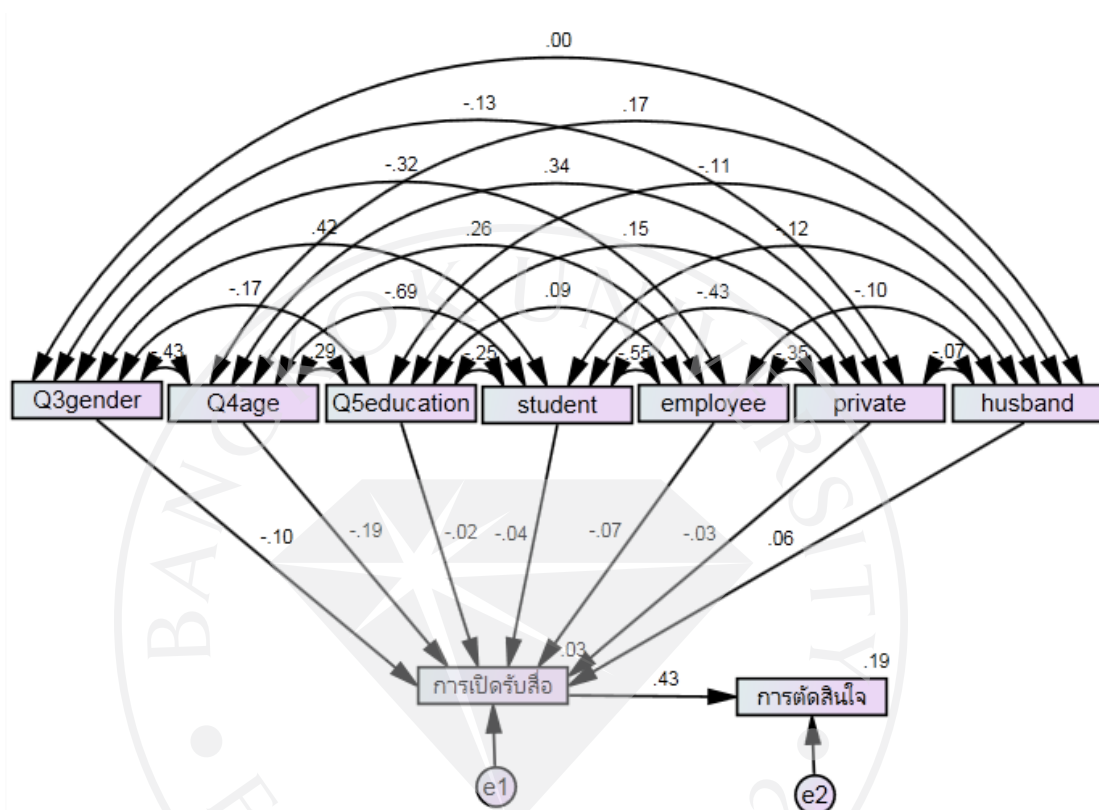 .00
-.13 .17
-.32 .34 -.11
.42 .26 .15 -.12
-.17 -.69 .09 -.43 -.10
-.43 .29 -.25 -.55 -.35 -.07
Q3gender Q4age Q5education student employee private husband
-.10 -.19 -.02 -.04 -.07 -.03 .06
.03
การเปิดรับสื่อ .43 การตัดสินใจ .19
e1 e2
BANGKOK UNIVERSITY